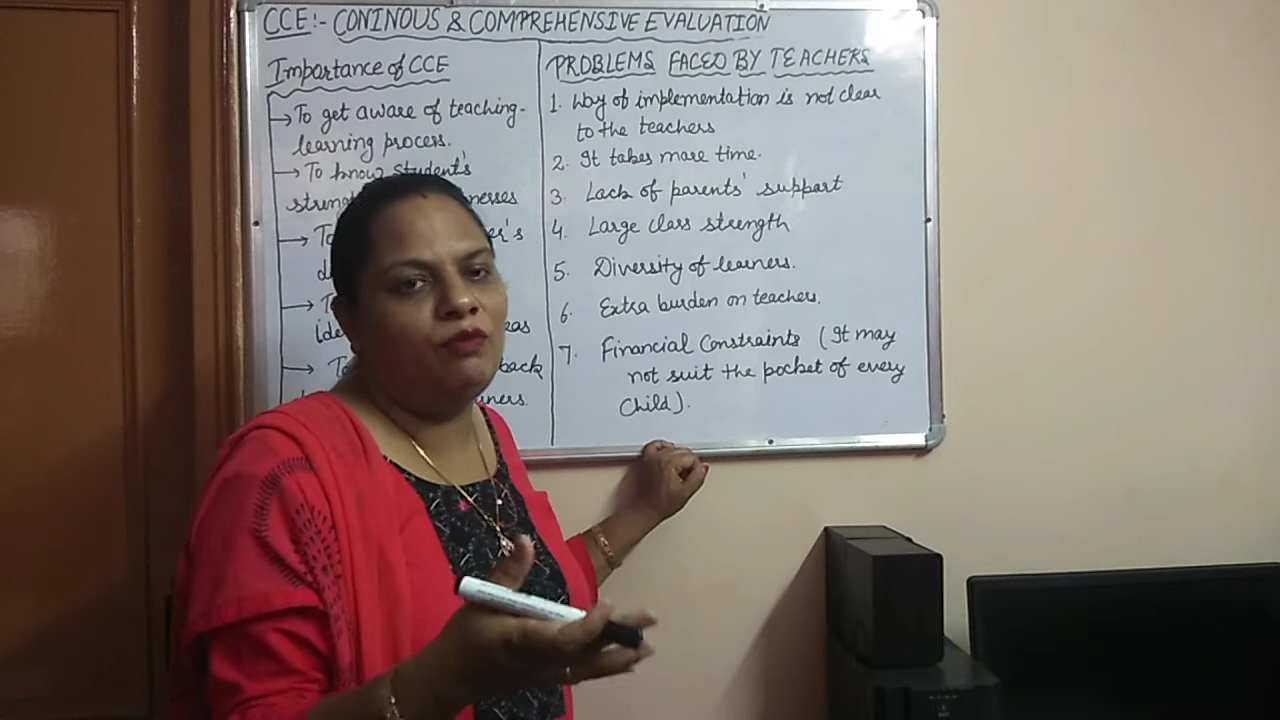 CCE:- CONINOUS & COMPREHENSIVE EVALUATION
Importance of CCE
→ To get aware of teaching-
learning process.
→ To know student's
→
→
→
back
PROBLEMS FACED BY TEACHERS
1. Way of implementation is not clear
to the teachers
2. It takes more time.
3. Lack of parents' support
4. Large class strength
5. Diversity of learners.
6. Extra burden on teachers.
7. Financial Constraints (It may
not suit the pocket of every
child).